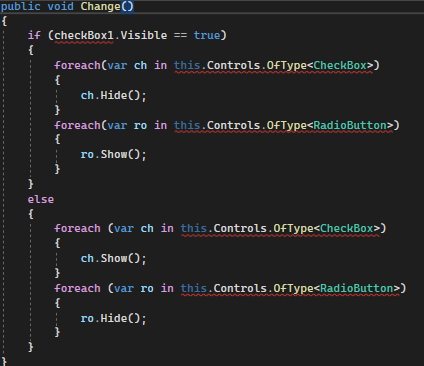 public void Change()
{
if (checkBox1.Visible == true)
{
foreach(var ch in this.Controls.OfType<CheckBox>)
{
ch.Hide();
}
foreach(var ro in this.Controls.OfType<RadioButton>)
{
ro.Show();
}
}
else
{
foreach (var ch in this.Controls.OfType<CheckBox>)
{
ch.Show();
}
foreach (var ro in this.Controls.OfType<RadioButton>)
{
ro.Hide();
}
}
}